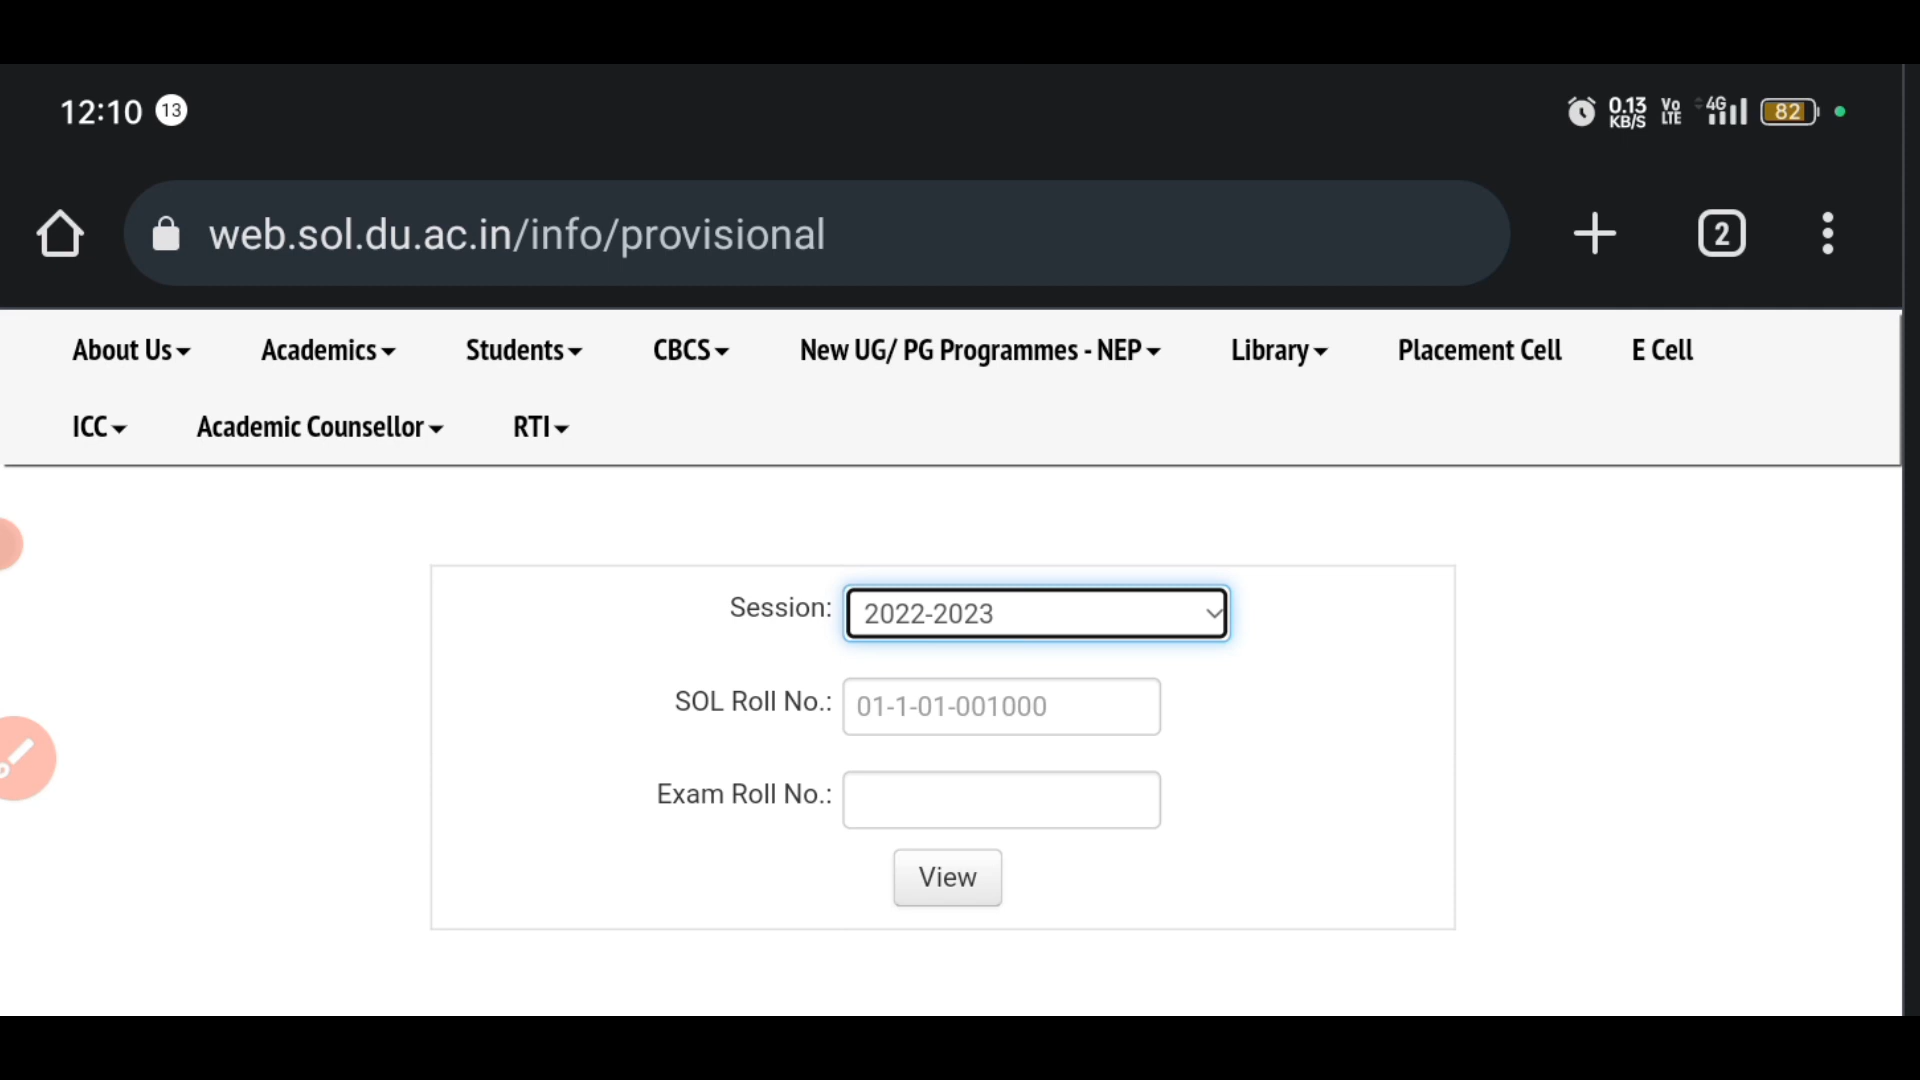 12:10 13 0.13 KB/S Vo LTE 4G 82
web.sol.du.ac.in/info/provisional 2
About Us Academics Students CBCS New UG/ PG Programmes - NEP Library Placement Cell E Cell
ICC Academic Counsellor RTI
Session: 2022-2023
SOL Roll No.: 01-1-01-001000
Exam Roll No.:
View